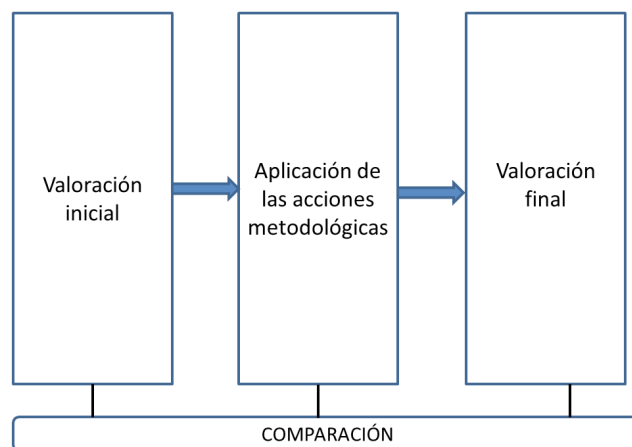 Valoración
inicial
Aplicación de
las acciones
metodológicas
Valoración
final
COMPARACIÓN